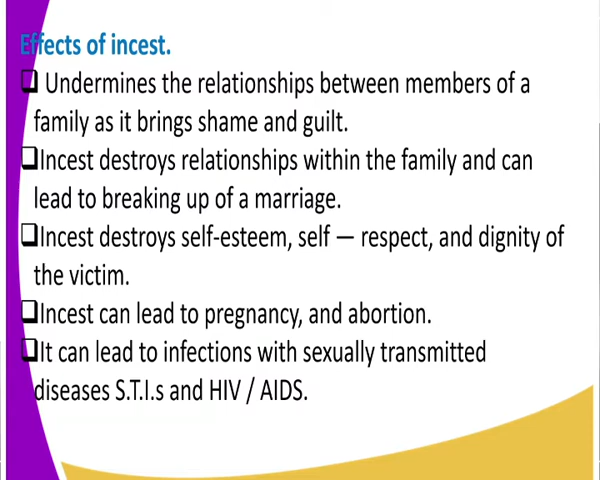 Effects of incest.
❑ Undermines the relationships between members of a
family as it brings shame and guilt.
❑Incest destroys relationships within the family and can
lead to breaking up of a marriage.
❑Incest destroys self-esteem, self — respect, and dignity of
the victim.
❑Incest can lead to pregnancy, and abortion.
❑It can lead to infections with sexually transmitted
diseases S.T.I.s and HIV / AIDS.